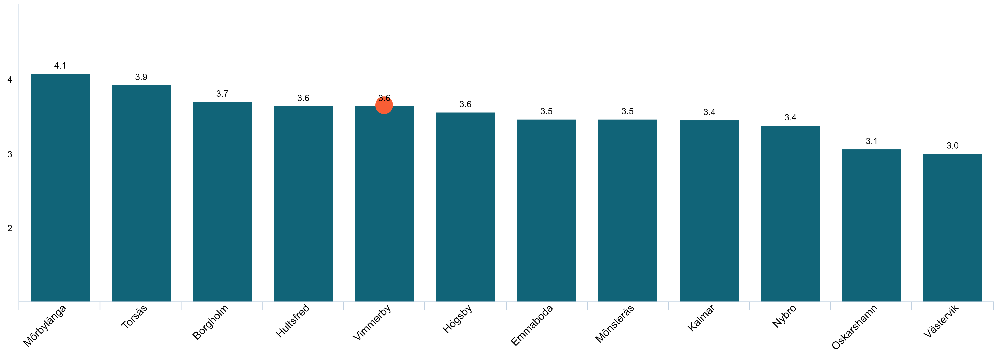 4.1
3.9
3.7
3.6
3.6
3.6
3.5
3.5
3.4
3.4
3.1
3.0
4
3
2
Mörbylånga
Torsås
Borgholm
Hultsfred
Vimmerby
Högsby
Emmaboda
Mönsterås
Kalmar
Nybro
Oskarshamn
Västervik